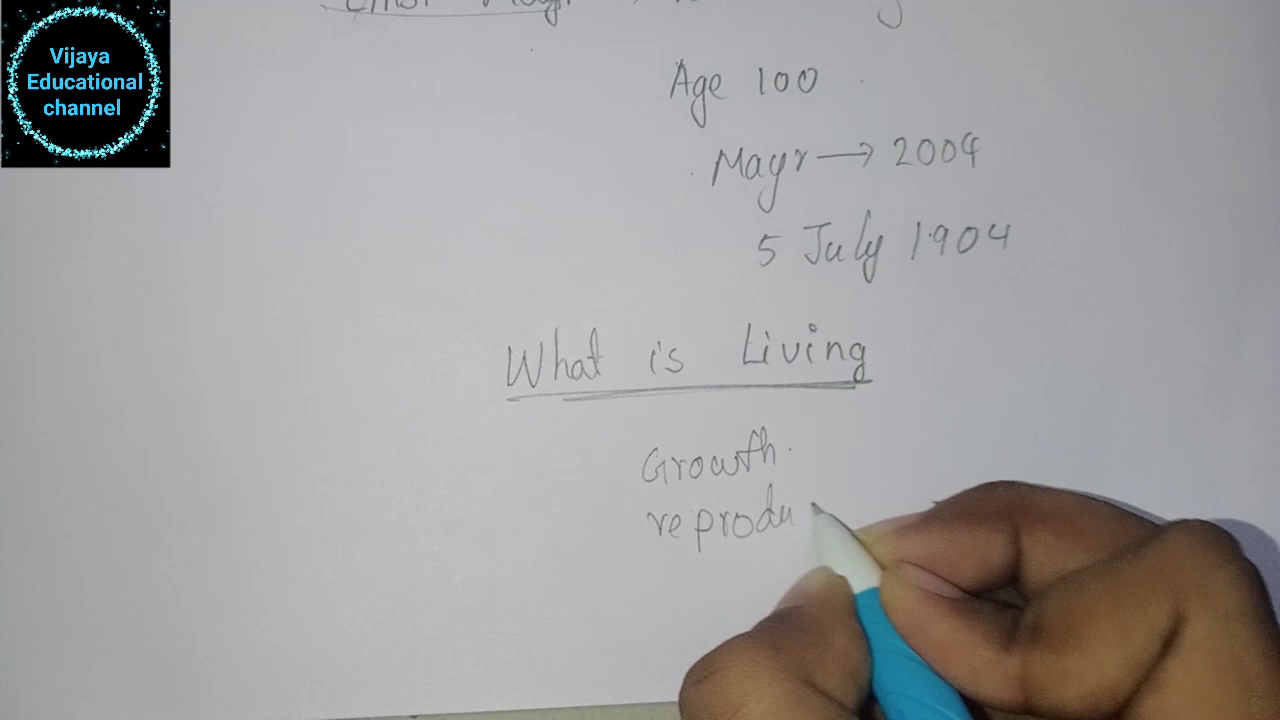 Vijaya
Educational
channel
Age 100
Mayr → 2004
5 July 1904
What is Living
Growth.
reprodu